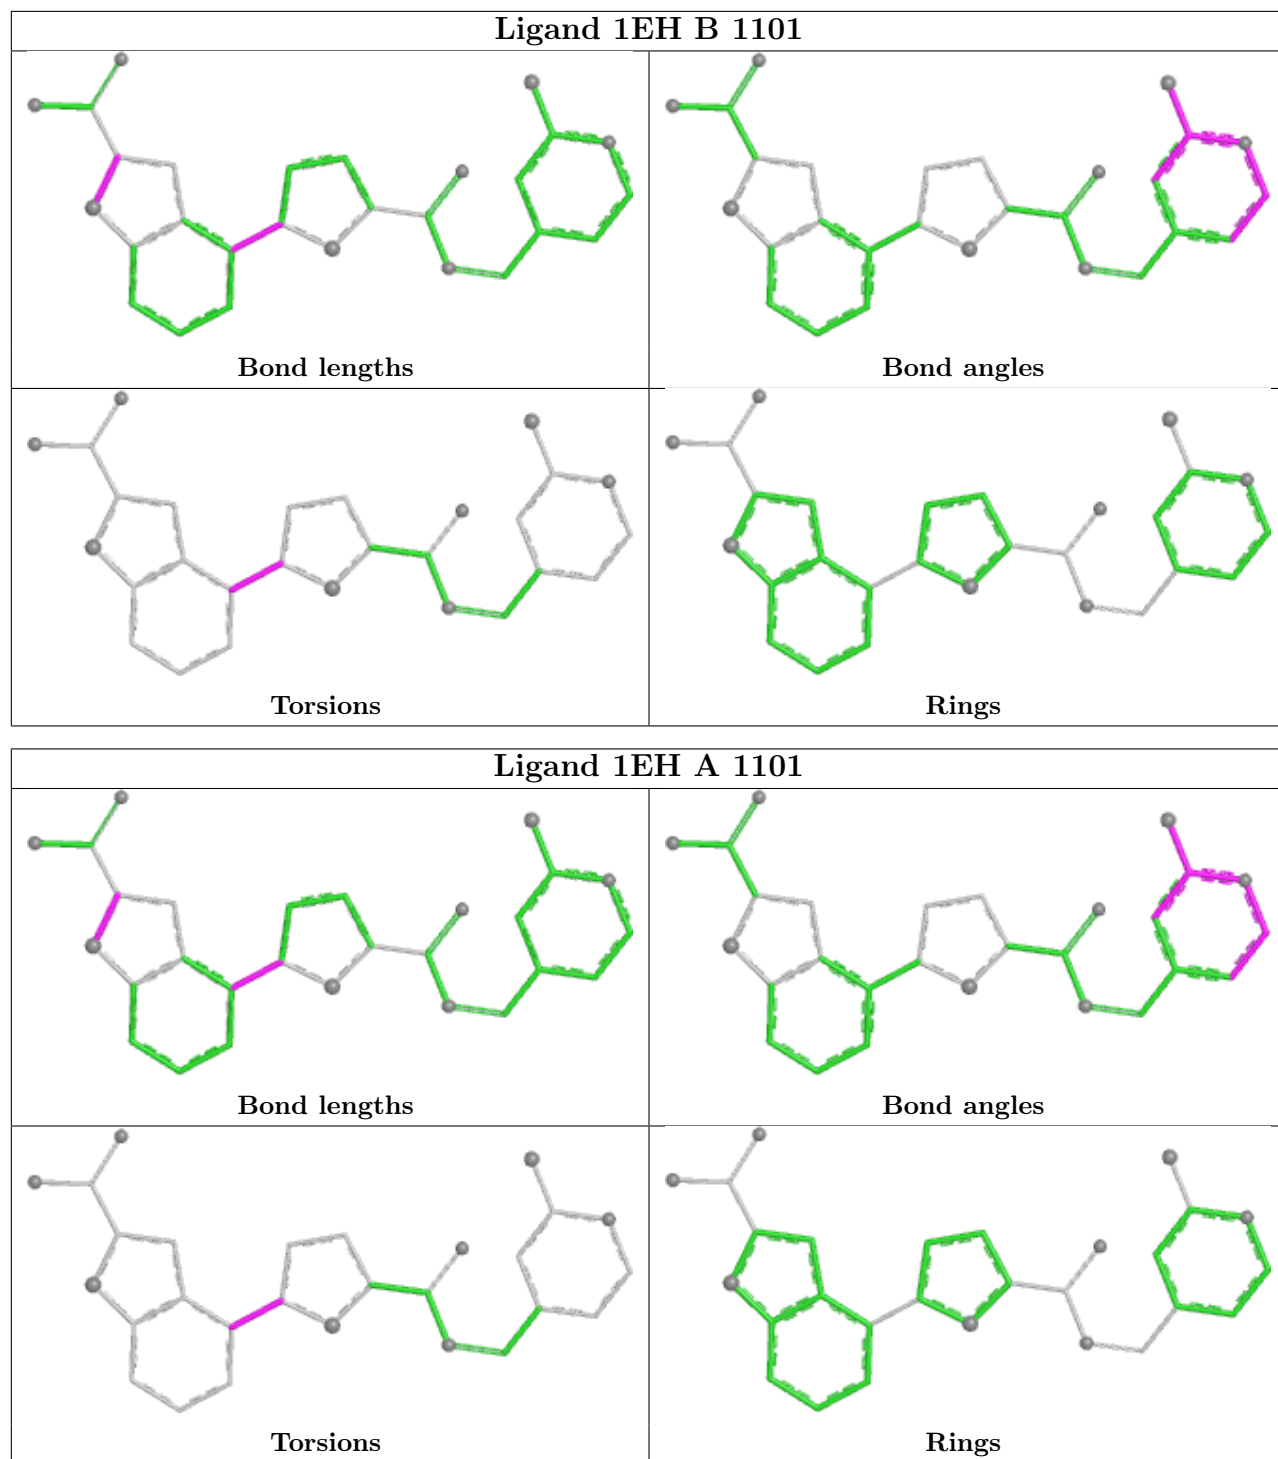 Ligand 1EH B 1101
Bond lengths
Bond angles
Torsions
Rings
Ligand 1EH A 1101
Bond lengths
Bond angles
Torsions
Rings